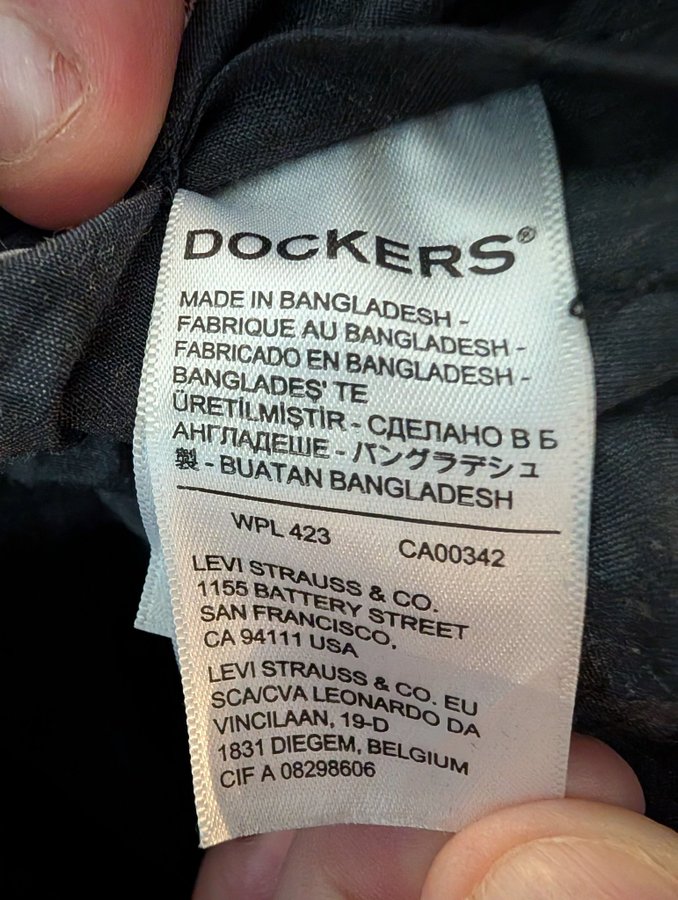 DOCKERS®
MADE IN BANGLADESH -
FABRIQUE AU BANGLADESH -
FABRICADO EN BANGLADESH -
BANGLADEŞ' TE
ÜRETİLMİŞTİR - СДЕЛАНО В Б
АНГЛАДЕШЕ - バングラデシュ
製 - BUATAN BANGLADESH
WPL 423 CA00342
LEVI STRAUSS & CO.
1155 BATTERY STREET
SAN FRANCISCO,
CA 94111 USA
LEVI STRAUSS & CO. EU
SCA/CVA LEONARDO DA
VINCILAAN, 19-D
1831 DIEGEM, BELGIUM
CIF A 08298606